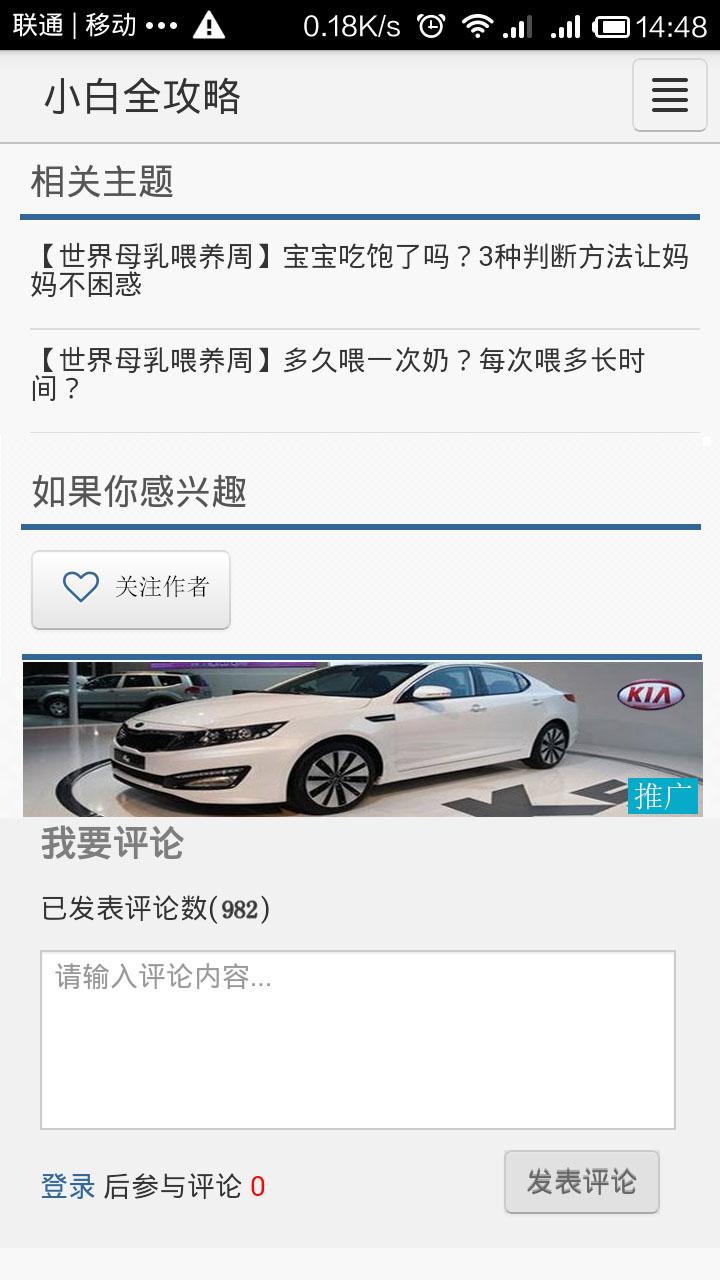 联通 | 移动 ••• 0.18K/s 14:48
小白全攻略
相关主题
【世界母乳喂养周】宝宝吃饱了吗？3种判断方法让妈
妈不困惑
【世界母乳喂养周】多久喂一次奶？每次喂多长时
间？
如果你感兴趣
关注作者
KIA
推广
我要评论
已发表评论数(982)
请输入评论内容...
登录 后参与评论 0
发表评论